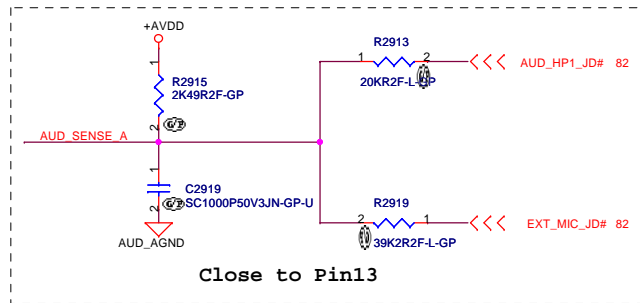 +AVDD
1
R2915
2K49R2F-GP
2
AUD_SENSE_A
1
C2919
SC1000P50V3JN-GP-U
2
AUD_AGND
R2913
1
2
20KR2F-L-GP
AUD_HP1_JD# 82
R2919
2
1
39K2R2F-L-GP
EXT_MIC_JD# 82
Close to Pin13